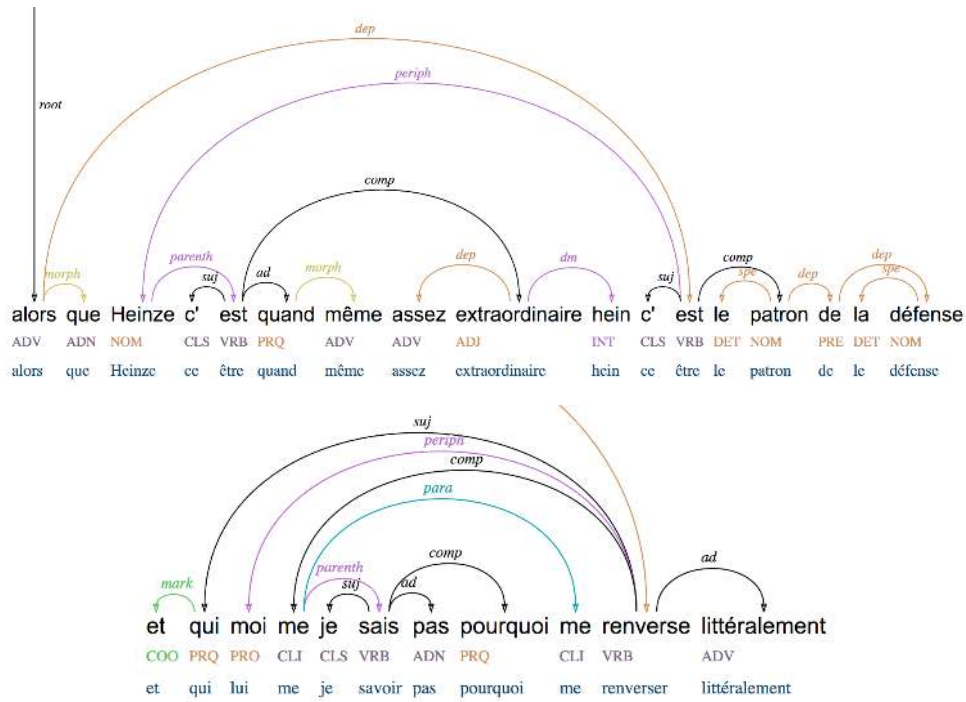 dep
periph
root
comp
morph parenth suj ad morph dep dm suj comp spe dep dep spe
alors que Heinze c' est quand même assez extraordinaire hein c' est le patron de la défense
ADV ADN NOM CLS VRB PRQ ADV ADV ADJ INT CLS VRB DET NOM PRE DET NOM
alors que Heinze ce être quand même assez extraordinaire hein ce être le patron de le défense
suj
periph
comp
para
mark parenth suj ad comp ad
et qui moi me je sais pas pourquoi me renverse littéralement
COO PRQ PRO CLI CLS VRB ADN PRQ CLI VRB ADV
et qui lui me je savoir pas pourquoi me renverser littéralement